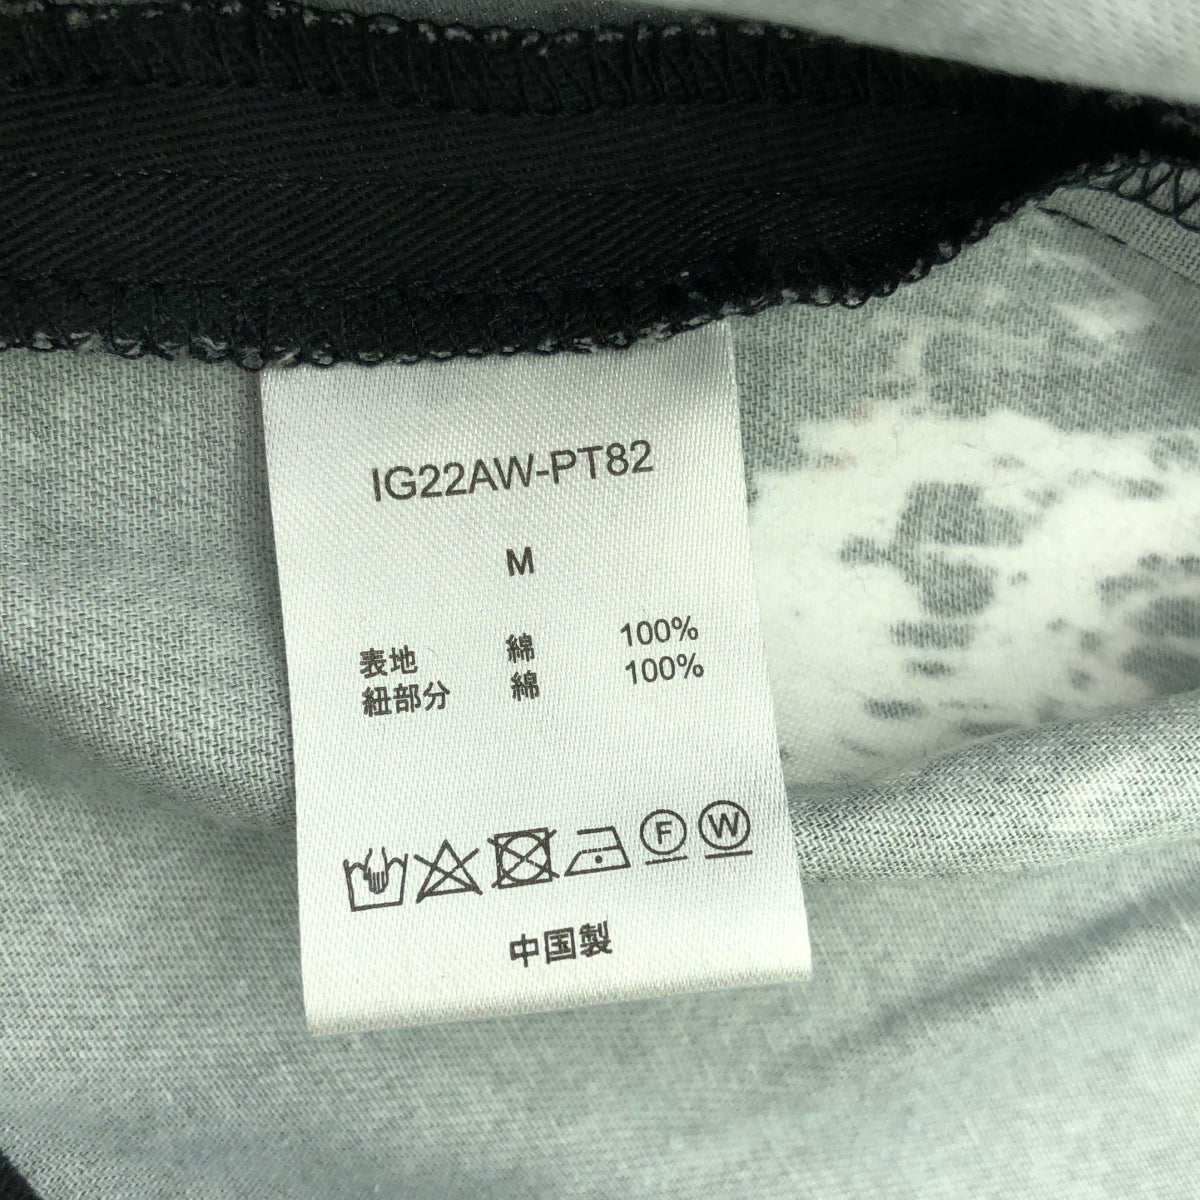 IG22AW-PT82
M
表地 綿 100%
紐部分 綿 100%
F W
中国製